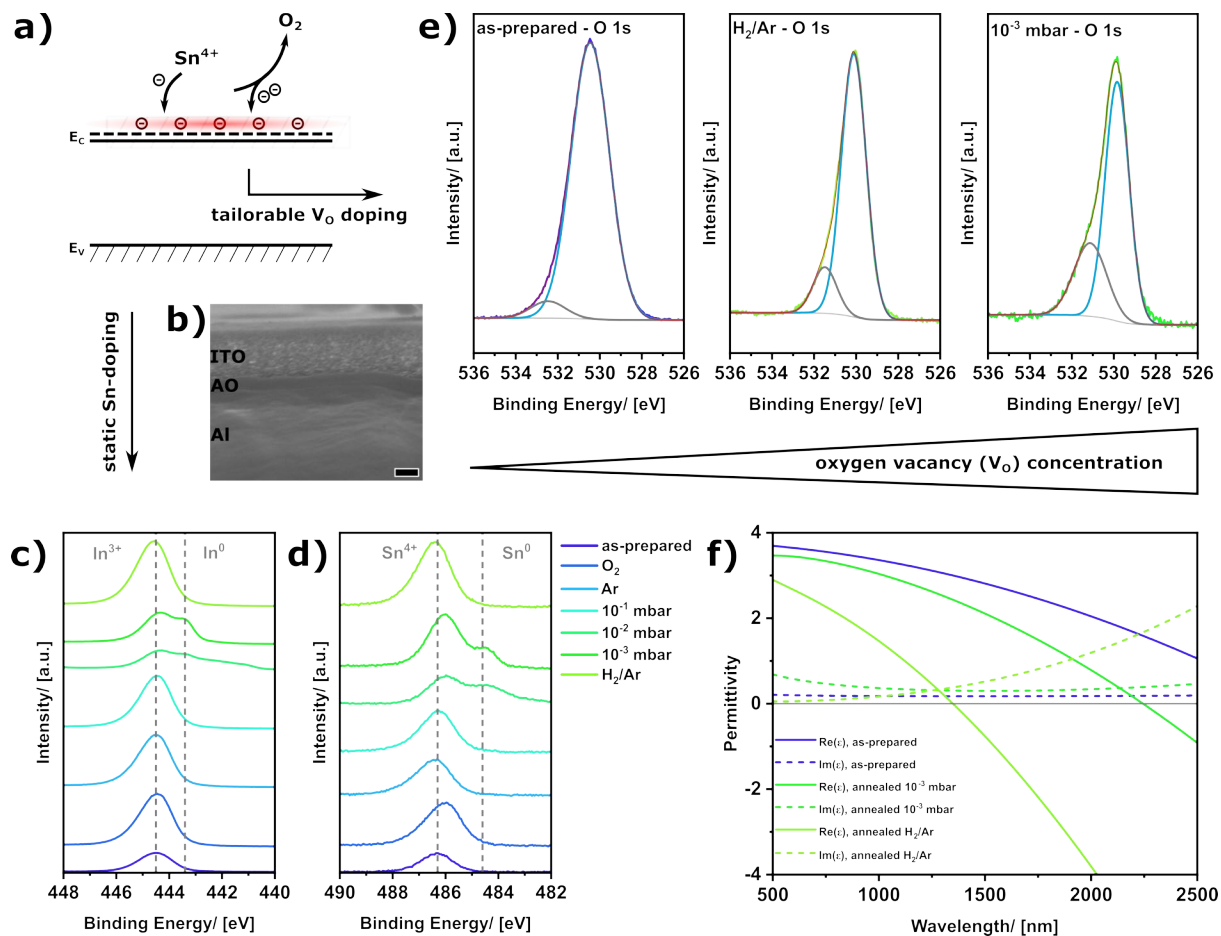 a)
O₂
Sn⁴⁺
⊖
⊖⊖
⊖ ⊖ ⊖ ⊖ ⊖
E_C
tailorable V_O doping
E_V
static Sn-doping
b)
ITO
AO
Al
e)
as-prepared - O 1s
H₂/Ar - O 1s
10⁻³ mbar - O 1s
Intensity/ [a.u.]
Intensity/ [a.u.]
Intensity/ [a.u.]
536 534 532 530 528 526
536 534 532 530 528 526
536 534 532 530 528 526
Binding Energy/ [eV]
Binding Energy/ [eV]
Binding Energy/ [eV]
oxygen vacancy (V_O) concentration
c)
In³⁺
In⁰
Intensity/ [a.u.]
448 446 444 442 440
Binding Energy/ [eV]
d)
Sn⁴⁺
Sn⁰
Intensity/ [a.u.]
490 488 486 484 482
Binding Energy/ [eV]
as-prepared
O₂
Ar
10⁻¹ mbar
10⁻² mbar
10⁻³ mbar
H₂/Ar
f)
Permittivity
4
2
0
-2
-4
Re(ε), as-prepared
Im(ε), as-prepared
Re(ε), annealed 10⁻³ mbar
Im(ε), annealed 10⁻³ mbar
Re(ε), annealed H₂/Ar
Im(ε), annealed H₂/Ar
500 1000 1500 2000 2500
Wavelength/ [nm]